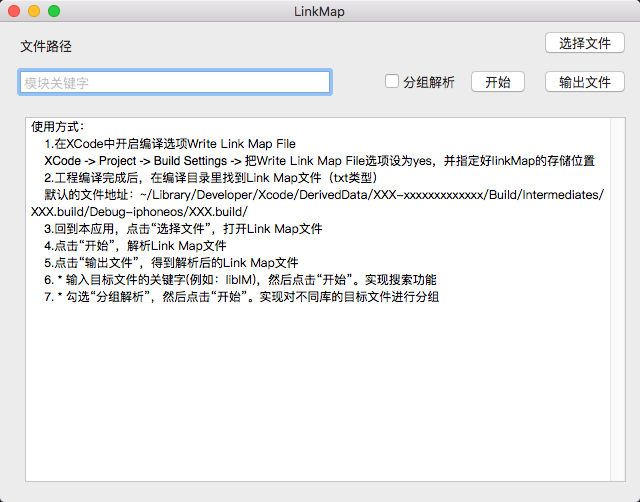 LinkMap
文件路径
选择文件
模块关键字
分组解析
开始
输出文件
使用方式：
1.在XCode中开启编译选项Write Link Map File
XCode -> Project -> Build Settings -> 把Write Link Map File选项设为yes，并指定好linkMap的存储位置
2.工程编译完成后，在编译目录里找到Link Map文件（txt类型）
默认的文件地址：~/Library/Developer/Xcode/DerivedData/XXX-xxxxxxxxxxxxx/Build/Intermediates/
XXX.build/Debug-iphoneos/XXX.build/
3.回到本应用，点击“选择文件”，打开Link Map文件
4.点击“开始”，解析Link Map文件
5.点击“输出文件”，得到解析后的Link Map文件
6. * 输入目标文件的关键字(例如：libIM)，然后点击“开始”。实现搜索功能
7. * 勾选“分组解析”，然后点击“开始”。实现对不同库的目标文件进行分组